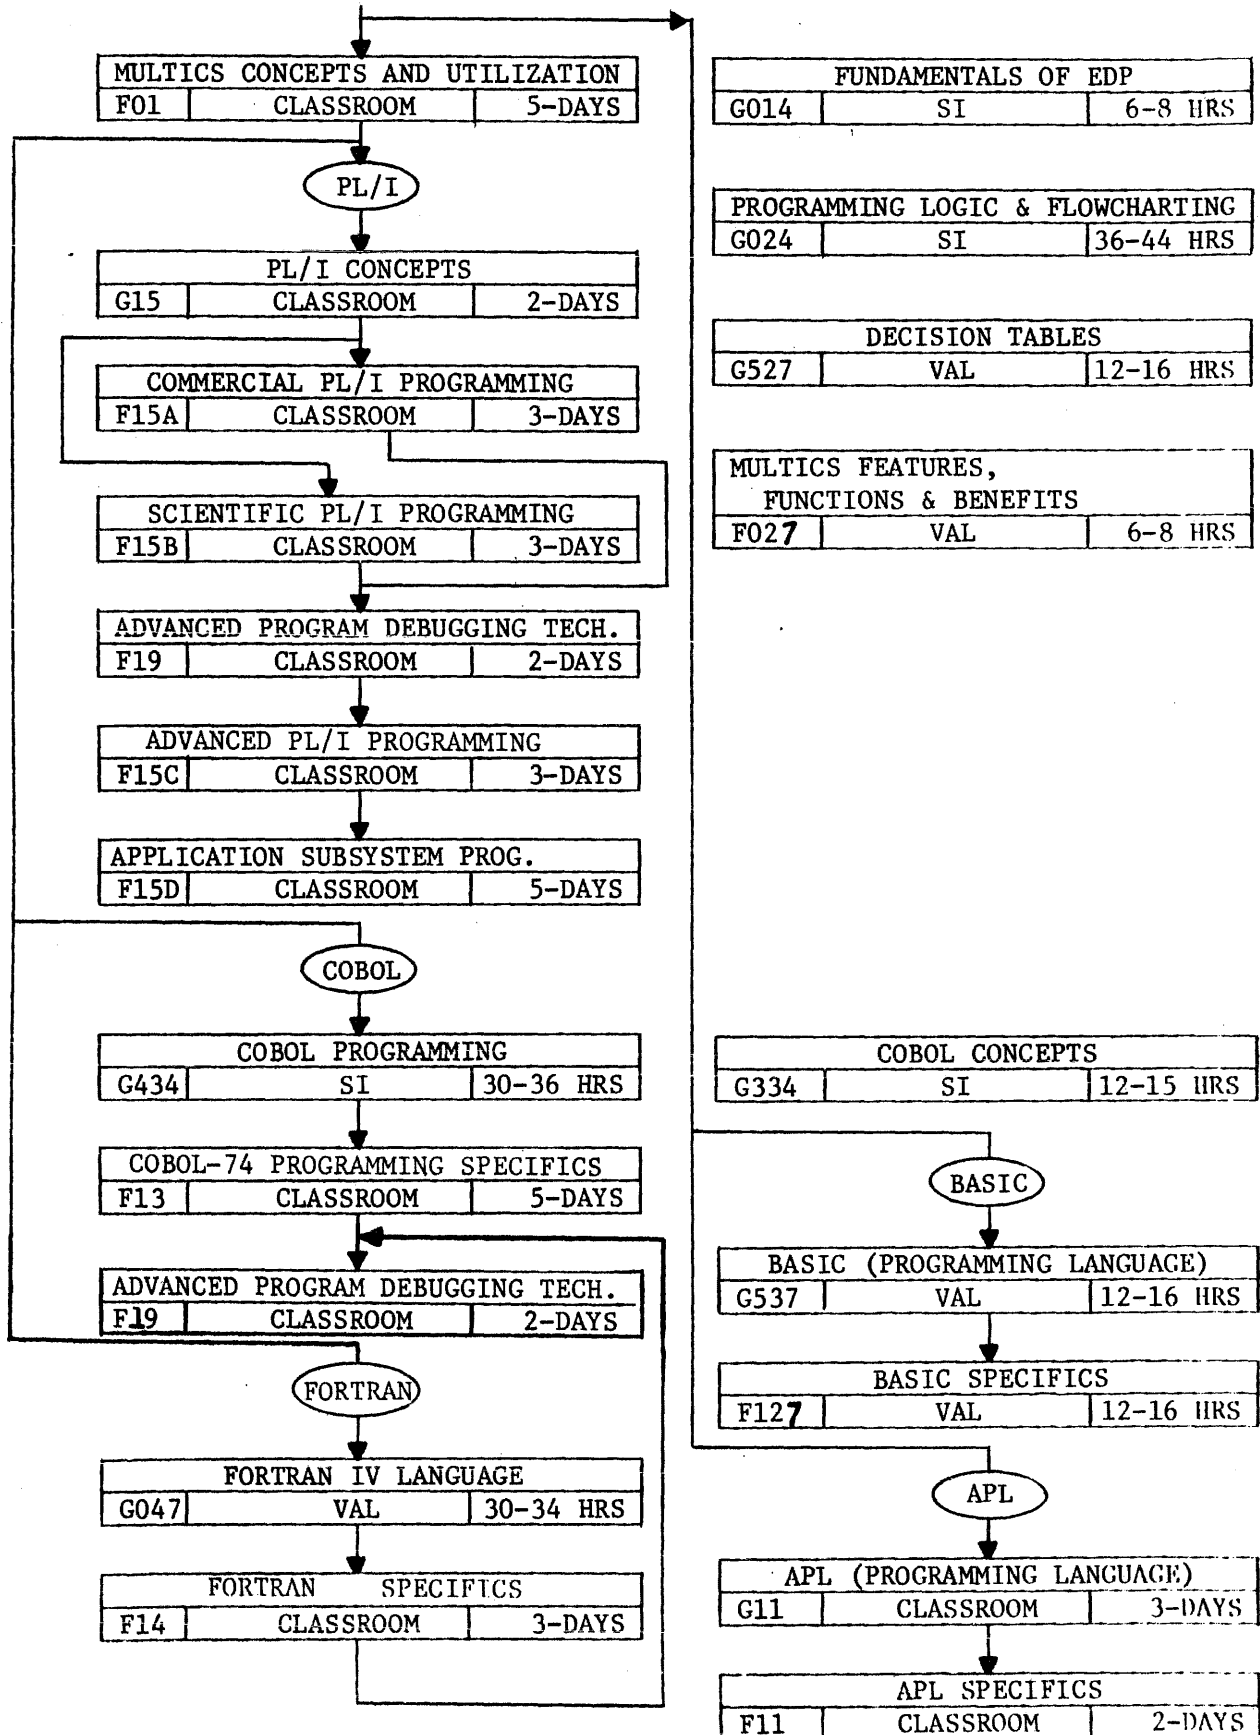 MULTICS CONCEPTS AND UTILIZATION
F01 CLASSROOM 5-DAYS
PL/I
PL/I CONCEPTS
G15 CLASSROOM 2-DAYS
COMMERCIAL PL/I PROGRAMMING
F15A CLASSROOM 3-DAYS
SCIENTIFIC PL/I PROGRAMMING
F15B CLASSROOM 3-DAYS
ADVANCED PROGRAM DEBUGGING TECH.
F19 CLASSROOM 2-DAYS
ADVANCED PL/I PROGRAMMING
F15C CLASSROOM 3-DAYS
APPLICATION SUBSYSTEM PROG.
F15D CLASSROOM 5-DAYS
COBOL
COBOL PROGRAMMING
G434 SI 30-36 HRS
COBOL-74 PROGRAMMING SPECIFICS
F13 CLASSROOM 5-DAYS
ADVANCED PROGRAM DEBUGGING TECH.
F19 CLASSROOM 2-DAYS
FORTRAN
FORTRAN IV LANGUAGE
G047 VAL 30-34 HRS
FORTRAN SPECIFICS
F14 CLASSROOM 3-DAYS
FUNDAMENTALS OF EDP
G014 SI 6-8 HRS
PROGRAMMING LOGIC & FLOWCHARTING
G024 SI 36-44 HRS
DECISION TABLES
G527 VAL 12-16 HRS
MULTICS FEATURES,
FUNCTIONS & BENEFITS
F027 VAL 6-8 HRS
COBOL CONCEPTS
G334 SI 12-15 HRS
BASIC
BASIC (PROGRAMMING LANGUAGE)
G537 VAL 12-16 HRS
BASIC SPECIFICS
F127 VAL 12-16 HRS
APL
APL (PROGRAMMING LANGUAGE)
G11 CLASSROOM 3-DAYS
APL SPECIFICS
F11 CLASSROOM 2-DAYS